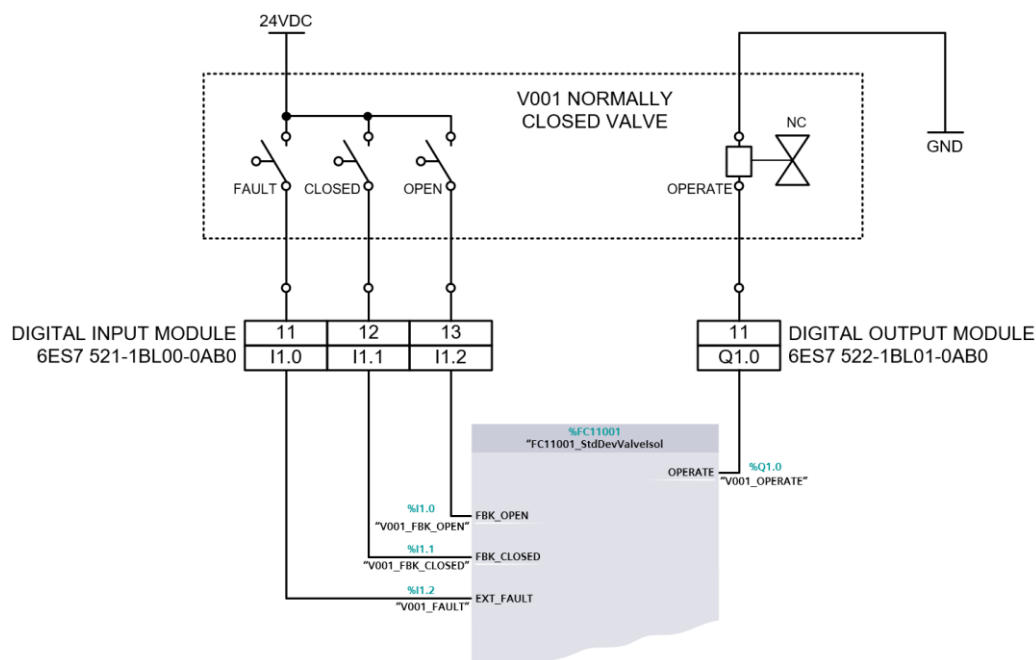 24VDC
V001 NORMALLY
CLOSED VALVE
NC
GND
FAULT
CLOSED
OPEN
OPERATE
DIGITAL INPUT MODULE
6ES7 521-1BL00-0AB0
11
12
13
I1.0
I1.1
I1.2
11
Q1.0
DIGITAL OUTPUT MODULE
6ES7 522-1BL01-0AB0
%FC11001
"FC11001_StdDevValveIsol
OPERATE
%Q1.0
"V001_OPERATE"
%I1.0
"V001_FBK_OPEN"
FBK_OPEN
%I1.1
"V001_FBK_CLOSED"
FBK_CLOSED
%I1.2
"V001_FAULT"
EXT_FAULT